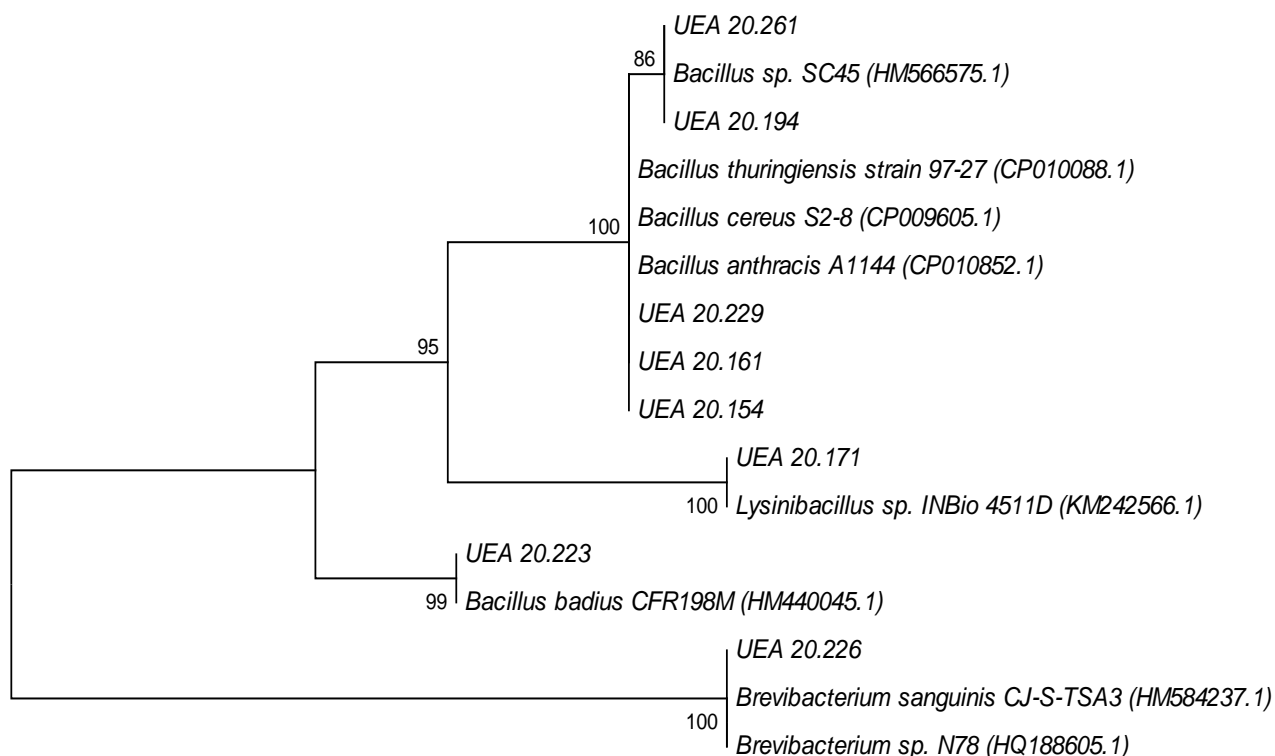 UEA 20.261
86
Bacillus sp. SC45 (HM566575.1)
UEA 20.194
Bacillus thuringiensis strain 97-27 (CP010088.1)
Bacillus cereus S2-8 (CP009605.1)
100
Bacillus anthracis A1144 (CP010852.1)
UEA 20.229
95
UEA 20.161
UEA 20.154
UEA 20.171
100
Lysinibacillus sp. INBio 4511D (KM242566.1)
UEA 20.223
99
Bacillus badius CFR198M (HM440045.1)
UEA 20.226
Brevibacterium sanguinis CJ-S-TSA3 (HM584237.1)
100
Brevibacterium sp. N78 (HQ188605.1)